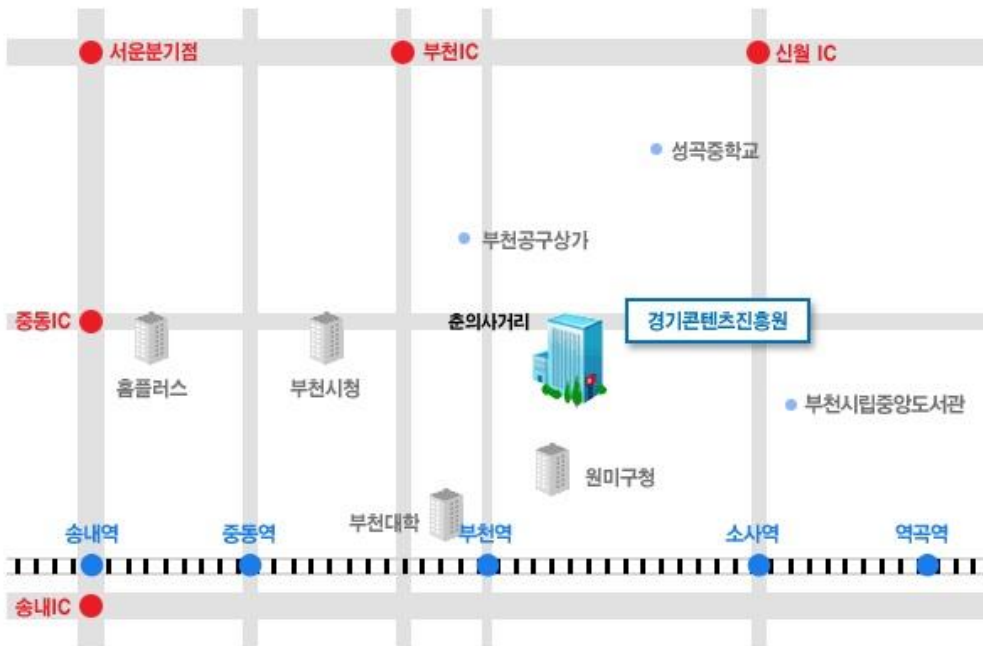 서운분기점
부천IC
신월 IC
성곡중학교
부천공구상가
중동IC
춘의사거리
경기콘텐츠진흥원
홈플러스
부천시청
부천시립중앙도서관
원미구청
부천대학
송내역
중동역
부천역
소사역
역곡역
송내IC